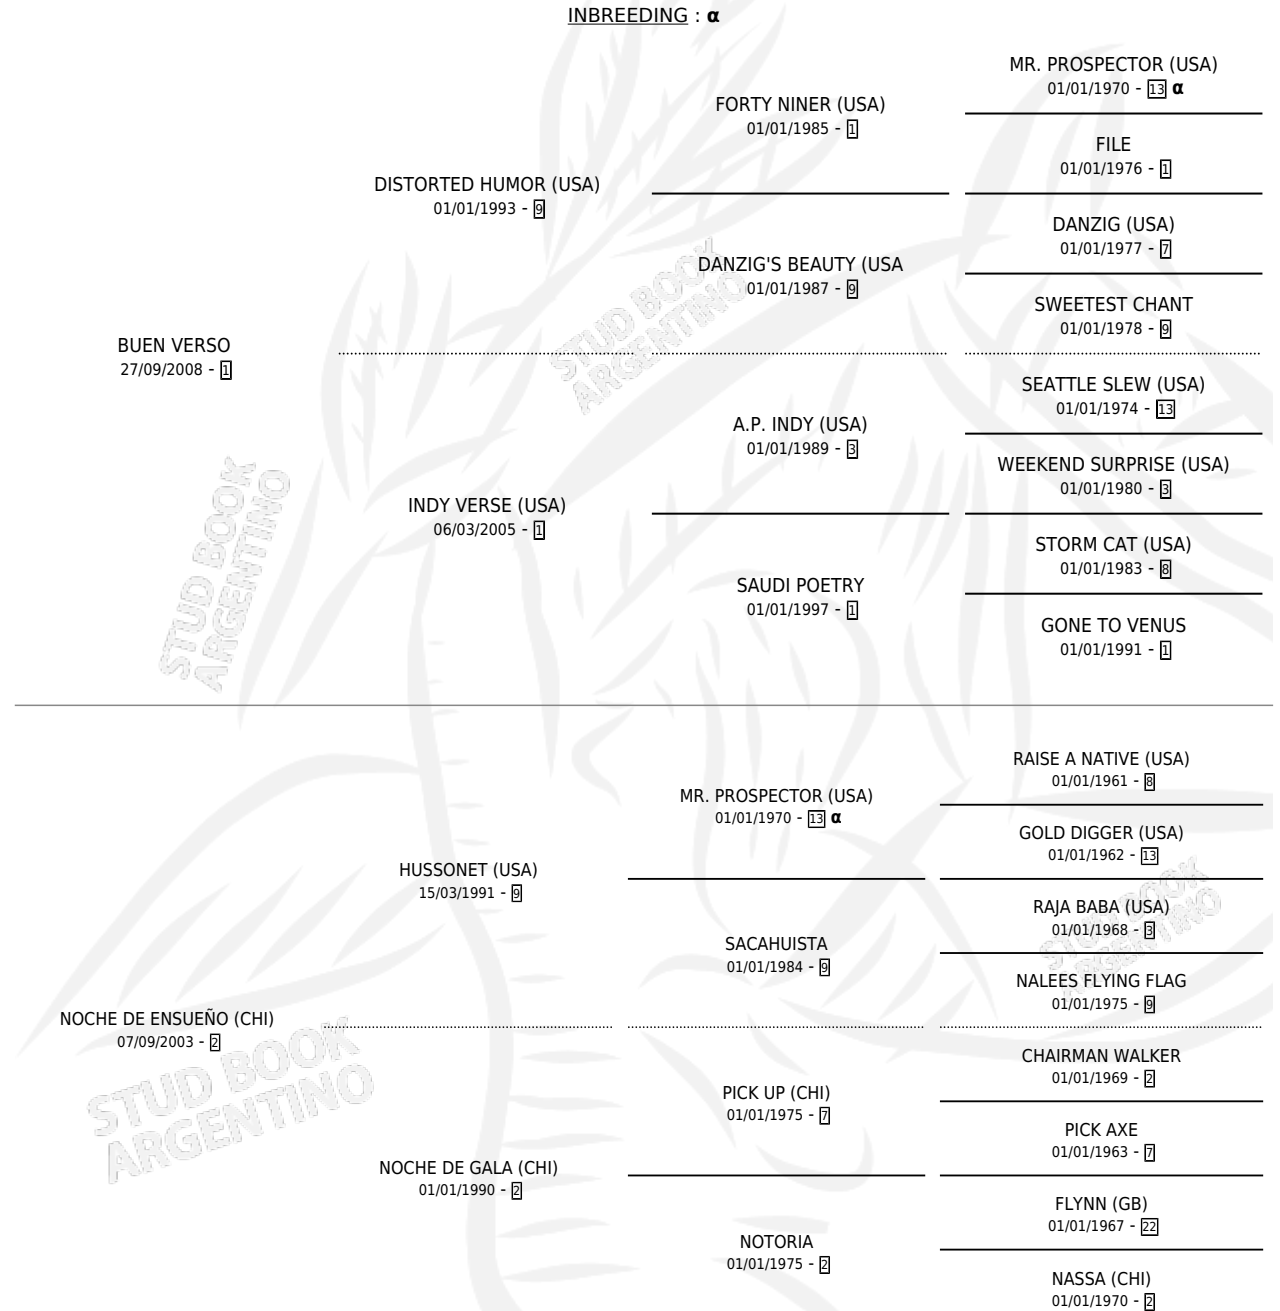 INBREEDING : α
MR. PROSPECTOR (USA)
01/01/1970 - 13 α
FORTY NINER (USA)
01/01/1985 - 1
FILE
01/01/1976 - 1
DISTORTED HUMOR (USA)
01/01/1993 - 9
DANZIG (USA)
01/01/1977 - 7
DANZIG'S BEAUTY (USA
01/01/1987 - 9
SWEETEST CHANT
01/01/1978 - 9
BUEN VERSO
27/09/2008 - 1
SEATTLE SLEW (USA)
01/01/1974 - 13
A.P. INDY (USA)
01/01/1989 - 3
WEEKEND SURPRISE (USA)
01/01/1980 - 3
INDY VERSE (USA)
06/03/2005 - 1
STORM CAT (USA)
01/01/1983 - 8
SAUDI POETRY
01/01/1997 - 1
GONE TO VENUS
01/01/1991 - 1
RAISE A NATIVE (USA)
01/01/1961 - 8
MR. PROSPECTOR (USA)
01/01/1970 - 13 α
GOLD DIGGER (USA)
01/01/1962 - 13
HUSSONET (USA)
15/03/1991 - 9
RAJA BABA (USA)
01/01/1968 - 3
SACAHUISTA
01/01/1984 - 9
NALEES FLYING FLAG
01/01/1975 - 9
NOCHE DE ENSUEÑO (CHI)
07/09/2003 - 2
CHAIRMAN WALKER
01/01/1969 - 2
PICK UP (CHI)
01/01/1975 - 7
PICK AXE
01/01/1963 - 7
NOCHE DE GALA (CHI)
01/01/1990 - 2
FLYNN (GB)
01/01/1967 - 22
NOTORIA
01/01/1975 - 2
NASSA (CHI)
01/01/1970 - 2
STUD BOOK
ARGENTINO
STUD BOOK
ARGENTINO
STUD BOOK
ARGENTINO
STUD BOOK
ARGENTINO